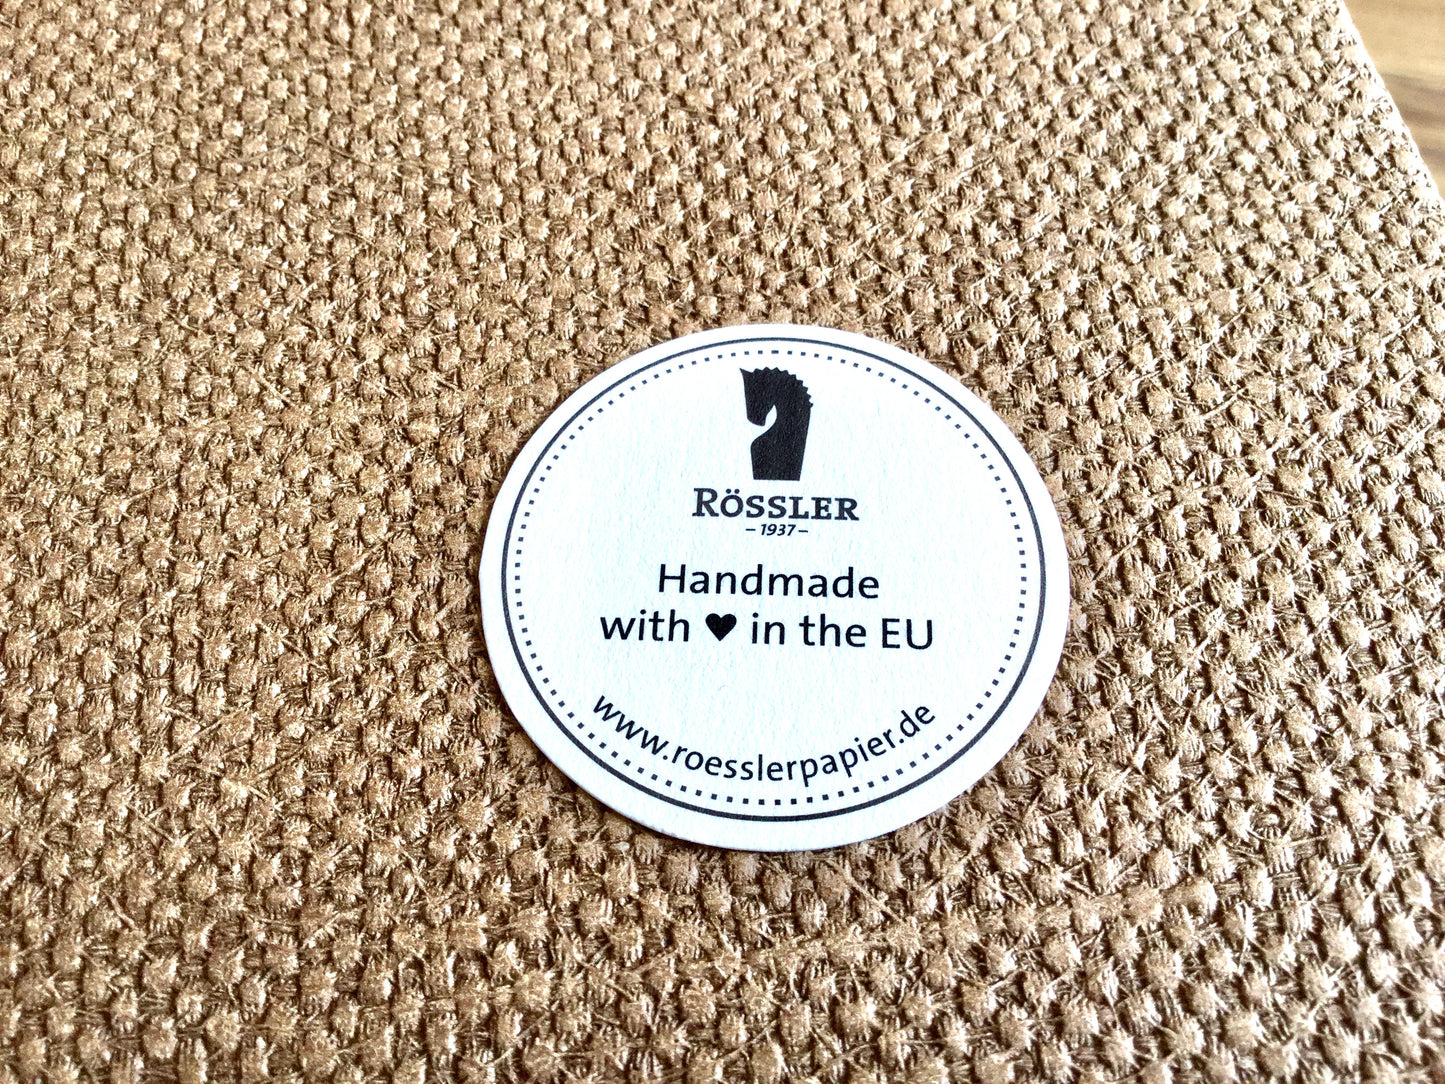 RÖSSLER
–1937–
Handmade
with ♥ in the EU
www.roesslerpapier.de